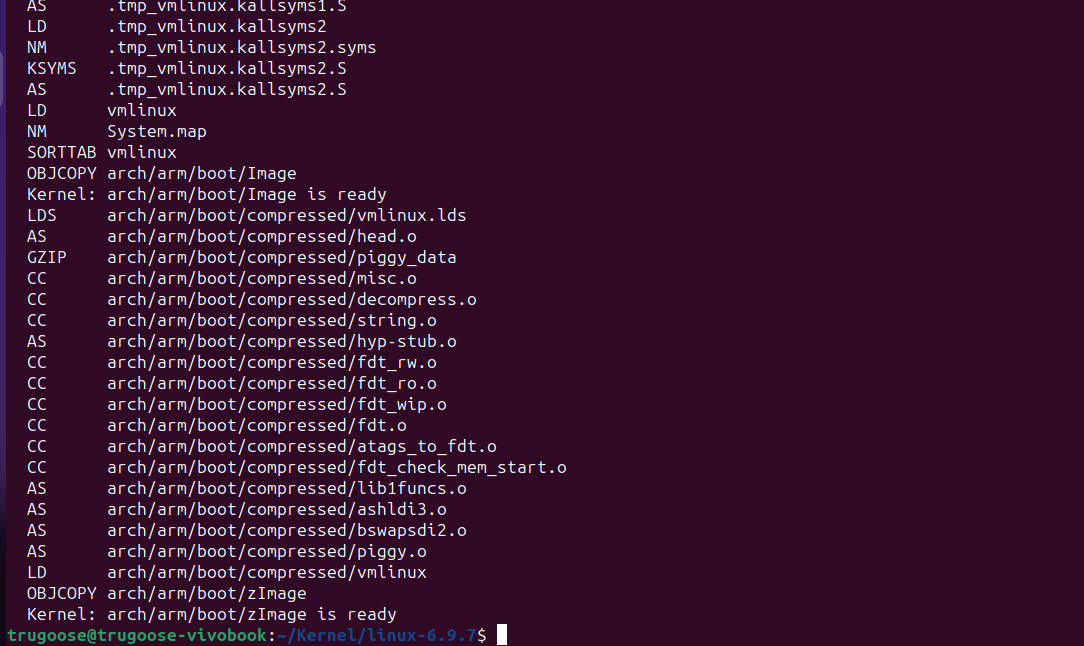 AS      .tmp_vmlinux.kallsyms1.S
LD      .tmp_vmlinux.kallsyms2
NM      .tmp_vmlinux.kallsyms2.syms
KSYMS   .tmp_vmlinux.kallsyms2.S
AS      .tmp_vmlinux.kallsyms2.S
LD      vmlinux
NM      System.map
SORTTAB vmlinux
OBJCOPY arch/arm/boot/Image
Kernel: arch/arm/boot/Image is ready
LDS     arch/arm/boot/compressed/vmlinux.lds
AS      arch/arm/boot/compressed/head.o
GZIP    arch/arm/boot/compressed/piggy_data
CC      arch/arm/boot/compressed/misc.o
CC      arch/arm/boot/compressed/decompress.o
CC      arch/arm/boot/compressed/string.o
AS      arch/arm/boot/compressed/hyp-stub.o
CC      arch/arm/boot/compressed/fdt_rw.o
CC      arch/arm/boot/compressed/fdt_ro.o
CC      arch/arm/boot/compressed/fdt_wip.o
CC      arch/arm/boot/compressed/fdt.o
CC      arch/arm/boot/compressed/atags_to_fdt.o
CC      arch/arm/boot/compressed/fdt_check_mem_start.o
AS      arch/arm/boot/compressed/lib1funcs.o
AS      arch/arm/boot/compressed/ashldi3.o
AS      arch/arm/boot/compressed/bswapsdi2.o
AS      arch/arm/boot/compressed/piggy.o
LD      arch/arm/boot/compressed/vmlinux
OBJCOPY arch/arm/boot/zImage
Kernel: arch/arm/boot/zImage is ready
trugoose@trugoose-vivobook:~/Kernel/linux-6.9.7$